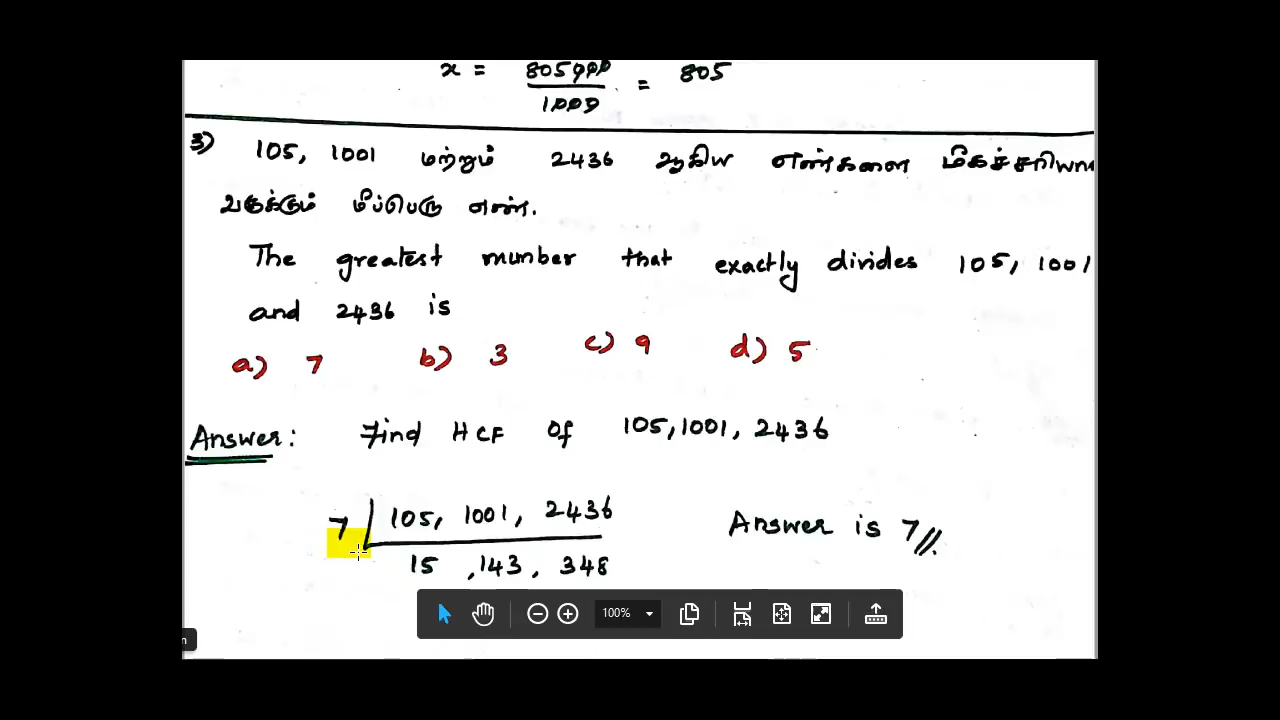 x = 805000 / 1000 = 805
3) 105, 1001 மற்றும் 2436 ஆகிய எண்களை மிகச்சரியாக
வகுக்கும் மீப்பெரு எண்.
The greatest number that exactly divides 105, 1001
and 2436 is
a) 7 b) 3 c) 9 d) 5
Answer: Find HCF of 105,1001, 2436
7 105, 1001, 2436 Answer is 7
15 ,143, 348
100%
n